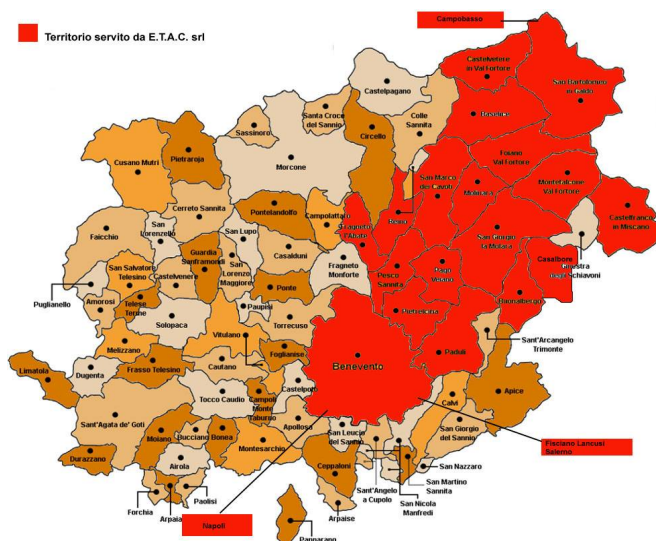 Campobasso
Territorio servito da E.T.A.C. srl
Castelvetere
in Val Fortore
San Bartolomeo
in Galdo
Castelpagano
Baselice
Santa Croce
del Sannio
Colle
Sannita
Sassinoro
Circello
Cusano Mutri
Pietraroja
Morcone
Foiano
Val Fortore
San Marco
dei Cavoti
Molinara
Montefalcone
Val Fortore
Reino
Castelfranco
in Miscano
Cerreto Sannita
Pontelandolfo
Campolattaro
Fragneto
l'Abate
San Giorgio
la Molara
Ginestra
degli Schiavoni
Faicchio
San
Lorenzello
San Lupo
Guardia
Sanframondi
Casalduni
San
Lorenzo
Maggiore
Fragneto
Monforte
Pesco
Sannita
Pago
Veiano
Casalbore
San Salvatore
Telesino
Castelvenere
Puglianello
Amorosi
Telese
Terme
Ponte
Buonalbergo
Paupisi
Pietrelcina
Solopaca
Torrecuso
Vitulano
Sant'Arcangelo
Trimonte
Melizzano
Foglianise
Paduli
Limatola
Dugenta
Frasso Telesino
Cautano
Benevento
Castelpoto
Apice
Tocco Caudio
Campoli
Monte
Taburno
Calvi
Sant'Agata de' Goti
Apollosa
San Leucio
del Sannio
San Giorgio
del Sannio
Moiano
Bucciano
Bonea
Montesarchio
Fisciano Lancusi
Salerno
Durazzano
Airola
Ceppaloni
San Nazzaro
San Martino
Sannita
Sant'Angelo
a Cupolo
San Nicola
Manfredi
Forchia
Arpaia
Paolisi
Arpaise
Napoli
Pannarano